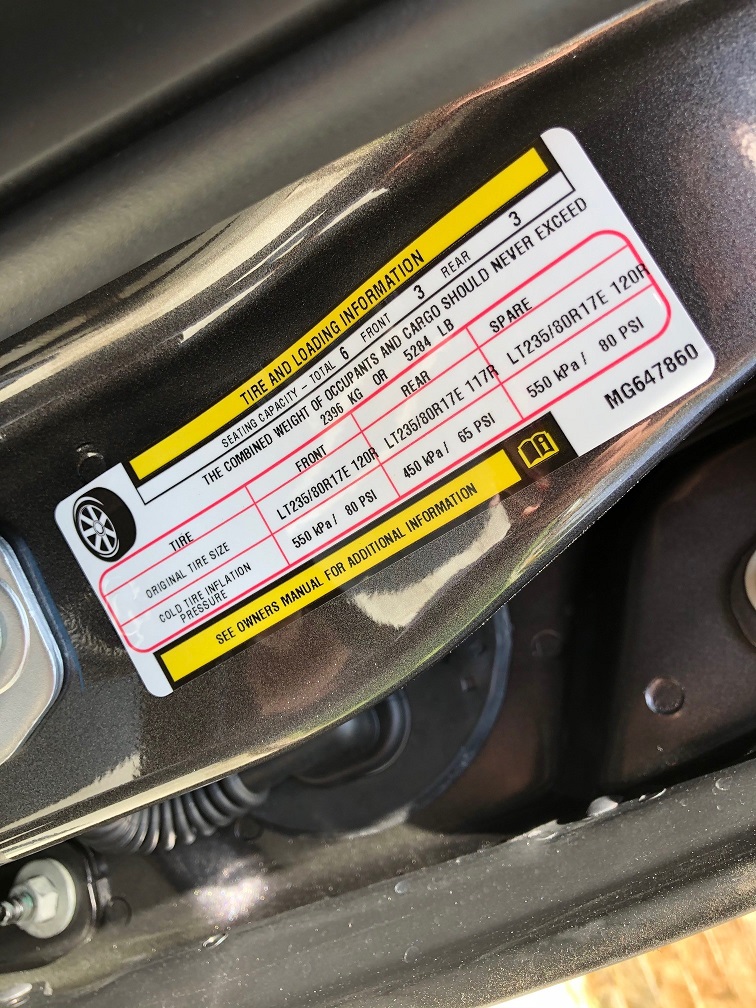 TIRE AND LOADING INFORMATION
SEATING CAPACITY - TOTAL 6 FRONT 3 REAR 3
THE COMBINED WEIGHT OF OCCUPANTS AND CARGO SHOULD NEVER EXCEED
2396 KG OR 5284 LB
TIRE FRONT REAR SPARE
ORIGINAL TIRE SIZE LT235/80R17E 120R LT235/80R17E 117R LT235/80R17E 120R
COLD TIRE INFLATION PRESSURE 550 kPa / 80 PSI 450 kPa / 65 PSI 550 kPa / 80 PSI
SEE OWNERS MANUAL FOR ADDITIONAL INFORMATION
MG647860